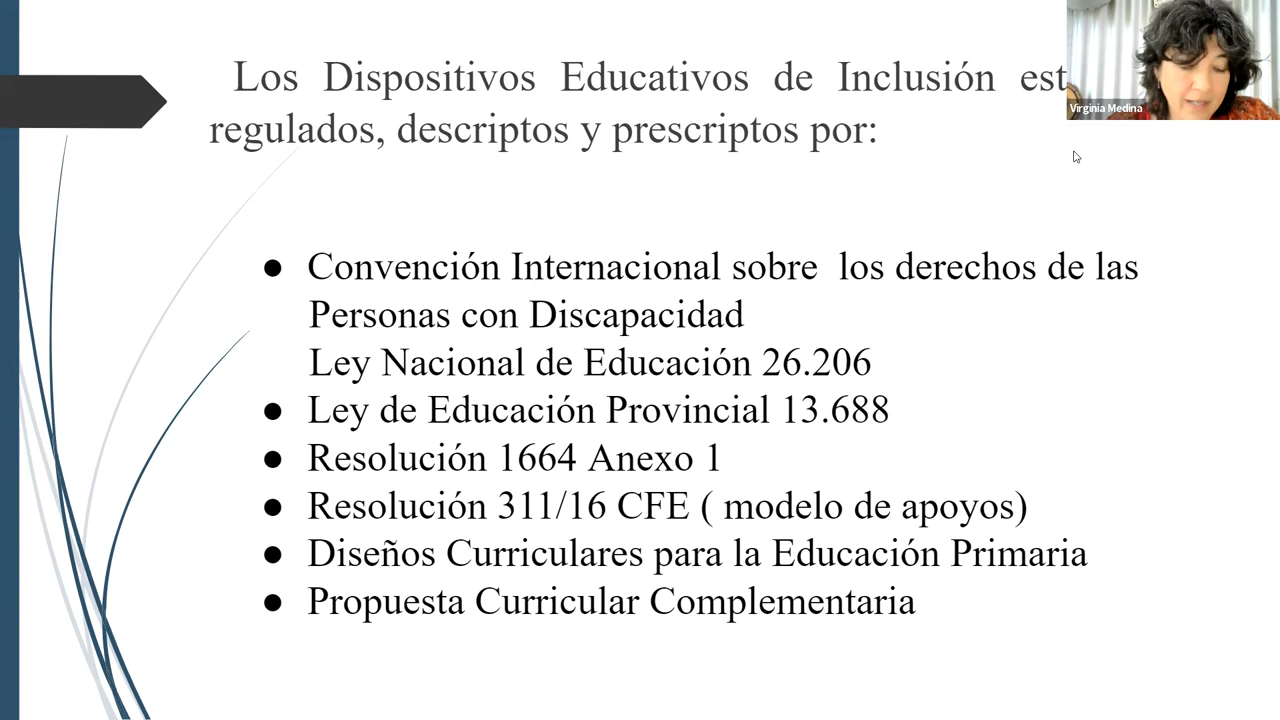 Los Dispositivos Educativos de Inclusión
regulados, descriptos y prescriptos por:
Virginia Medina
● Convención Internacional sobre los derechos de las
Personas con Discapacidad
Ley Nacional de Educación 26.206
● Ley de Educación Provincial 13.688
● Resolución 1664 Anexo 1
● Resolución 311/16 CFE ( modelo de apoyos)
● Diseños Curriculares para la Educación Primaria
● Propuesta Curricular Complementaria